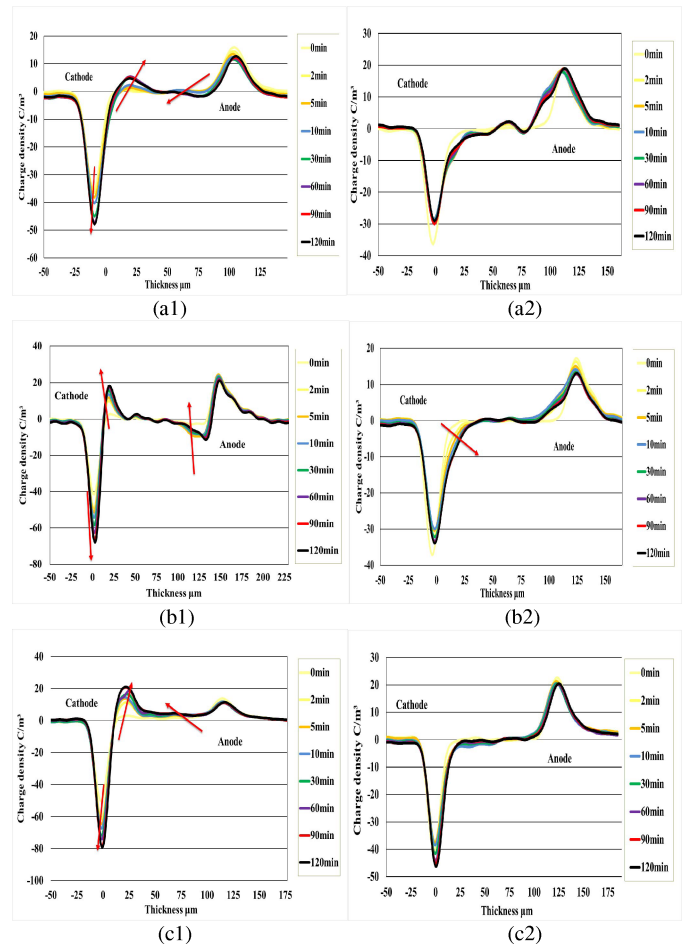 Charge density C/m³
20
10
0
-10
-20
-30
-40
-50
-60
Cathode
Anode
-50 -25 0 25 50 75 100 125
Thickness µm
0min
2min
5min
10min
30min
60min
90min
120min
(a1)
Charge density C/m³
30
20
10
0
-10
-20
-30
-40
Cathode
Anode
-50 0 50 100 150
Thickness µm
0min
2min
5min
10min
30min
60min
90min
120min
(a2)
Charge density C/m³
40
20
0
-20
-40
-60
-80
Cathode
Anode
-50 -25 0 25 50 75 100 125 150 175 200 225
Thickness µm
0min
2min
5min
10min
30min
60min
90min
120min
(b1)
Charge density C/m³
20
10
0
-10
-20
-30
-40
Cathode
Anode
-50 -25 0 25 50 75 100 125 150
Thickness µm
0min
2min
5min
10min
30min
60min
90min
120min
(b2)
Charge density C/m³
40
20
0
-20
-40
-60
-80
-100
Cathode
Anode
-50 -25 0 25 50 75 100 125 150 175
Thickness µm
0min
2min
5min
10min
30min
60min
90min
120min
(c1)
Charge density C/m³
30
20
10
0
-10
-20
-30
-40
-50
Cathode
Anode
-50 -25 0 25 50 75 100 125 150 175
Thickness µm
0min
2min
5min
10min
30min
60min
90min
120min
(c2)